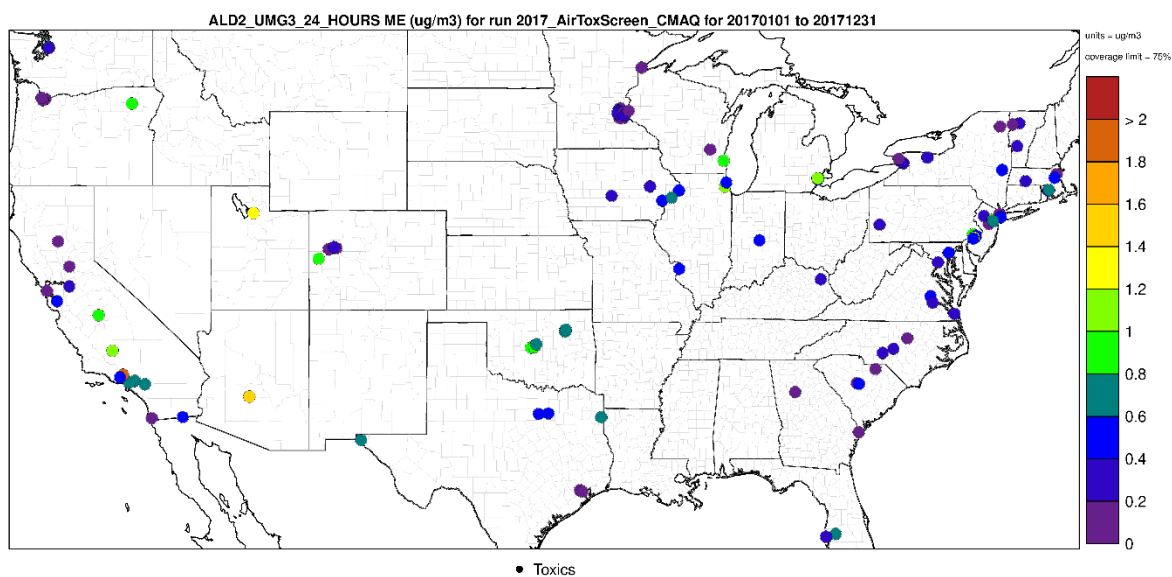 ALD2_UMG3_24_HOURS ME (ug/m3) for run 2017_AirToxScreen_CMAQ for 20170101 to 20171231
units = ug/m3
coverage limit = 75%
> 2
1.8
1.6
1.4
1.2
1
0.8
0.6
0.4
0.2
0
Toxics